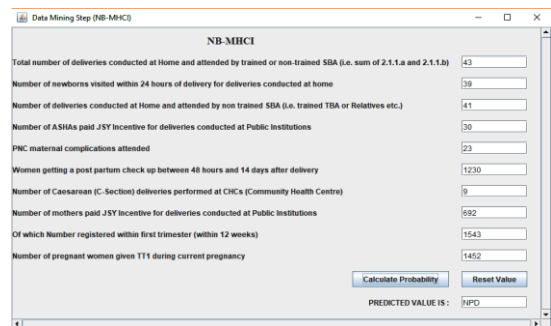 Data Mining Step (NB-MHCI)
NB-MHCI
Total number of deliveries conducted at Home and attended by trained or non-trained SBA (i.e. sum of 2.1.1.a and 2.1.1.b) 43
Number of newborns visited within 24 hours of delivery for deliveries conducted at home 39
Number of deliveries conducted at Home and attended by non trained SBA (i.e. trained TBA or Relatives etc.) 41
Number of ASHAs paid JSY Incentive for deliveries conducted at Public Institutions 30
PNC maternal complications attended 23
Women getting a post partum check up between 48 hours and 14 days after delivery 1230
Number of Caesarean (C-Section) deliveries performed at CHCs (Community Health Centre) 9
Number of mothers paid JSY Incentive for deliveries conducted at Public Institutions 692
Of which Number registered within first trimester (within 12 weeks) 1543
Number of pregnant women given TT1 during current pregnancy 1452
Calculate Probability Reset Value
PREDICTED VALUE IS : NPD